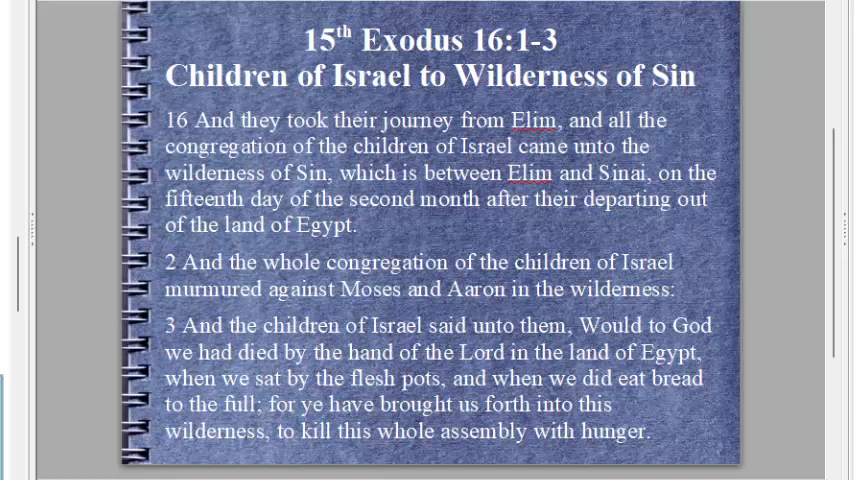 15th Exodus 16:1-3
Children of Israel to Wilderness of Sin
16 And they took their journey from Elim, and all the
congregation of the children of Israel came unto the
wilderness of Sin, which is between Elim and Sinai, on the
fifteenth day of the second month after their departing out
of the land of Egypt.
2 And the whole congregation of the children of Israel
murmured against Moses and Aaron in the wilderness:
3 And the children of Israel said unto them, Would to God
we had died by the hand of the Lord in the land of Egypt,
when we sat by the flesh pots, and when we did eat bread
to the full; for ye have brought us forth into this
wilderness, to kill this whole assembly with hunger.